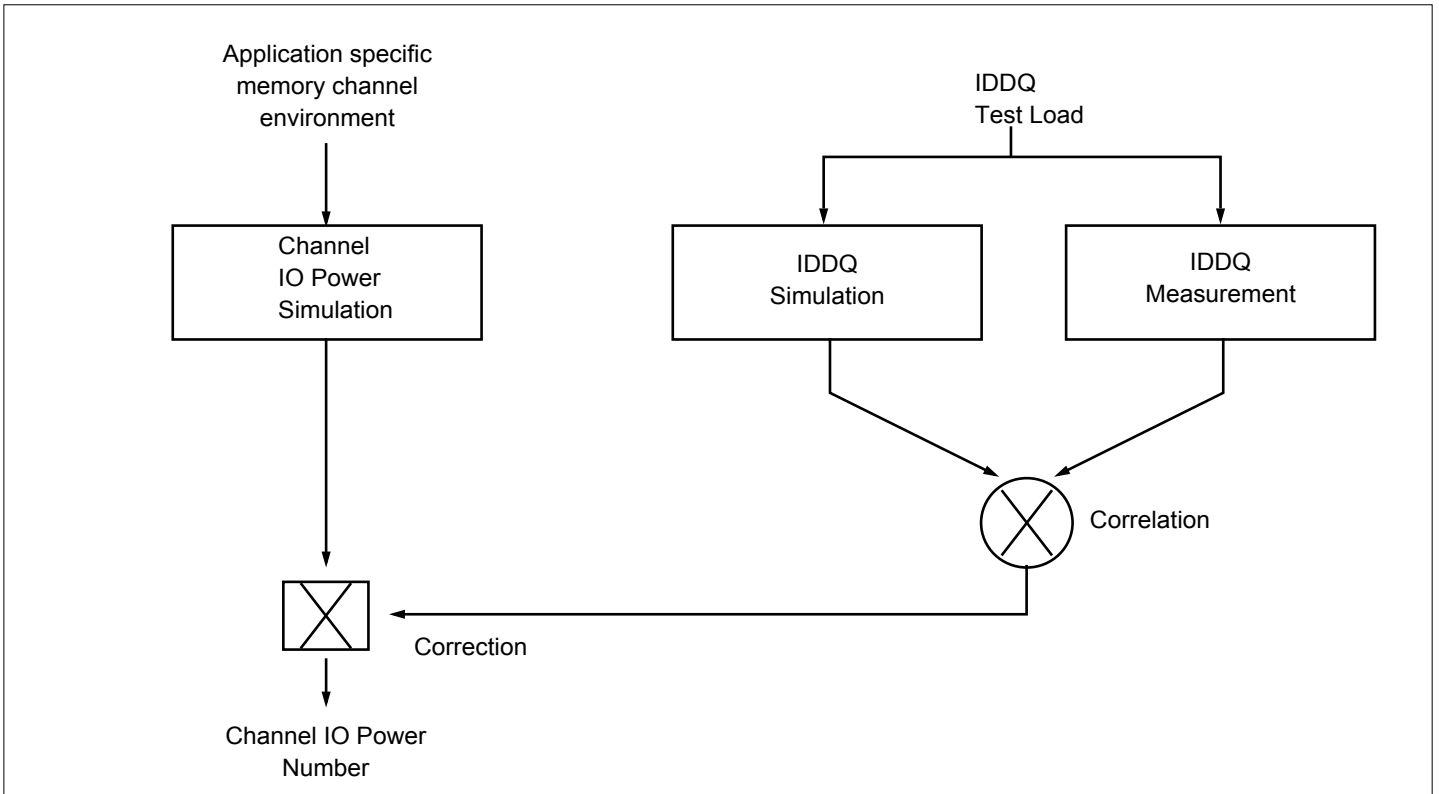 Application specific
memory channel
environment
IDDQ
Test Load
Channel
IO Power
Simulation
IDDQ
Simulation
IDDQ
Measurement
Correlation
Correction
Channel IO Power
Number